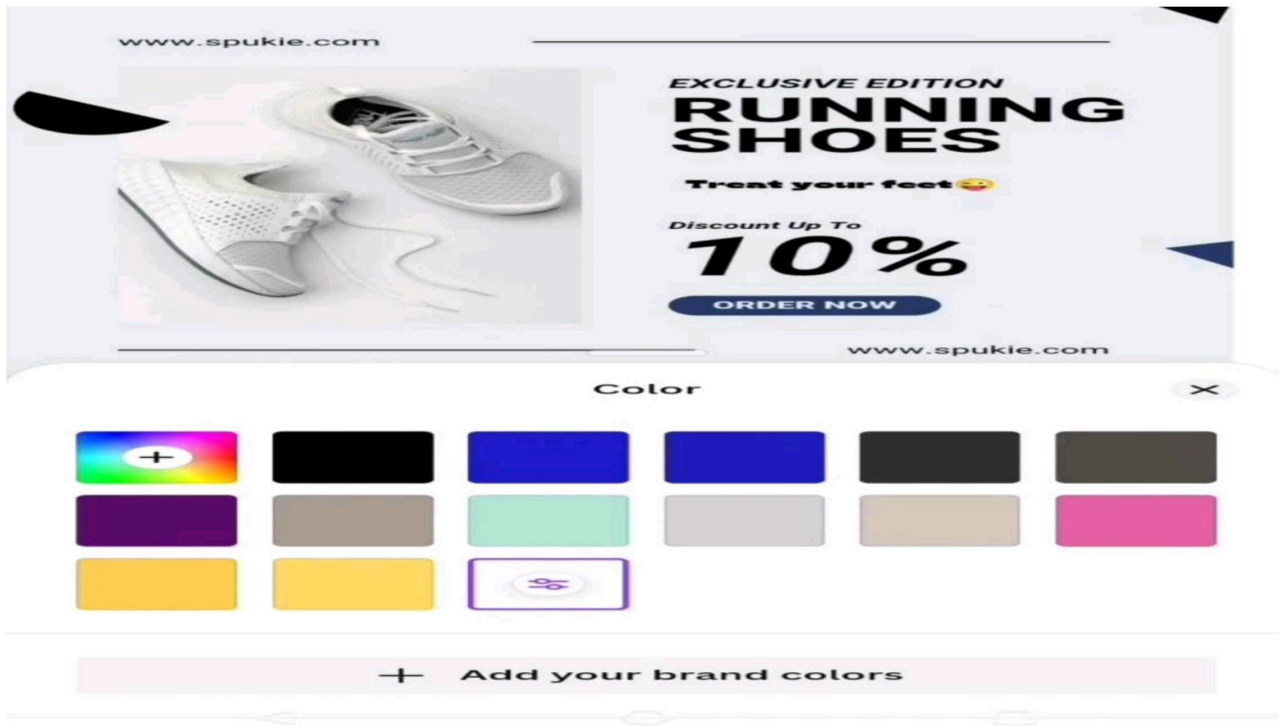 www.spukie.com
EXCLUSIVE EDITION
RUNNING
SHOES
Treat your feet😜
Discount Up To
10%
ORDER NOW
www.spukie.com
Color
Add your brand colors